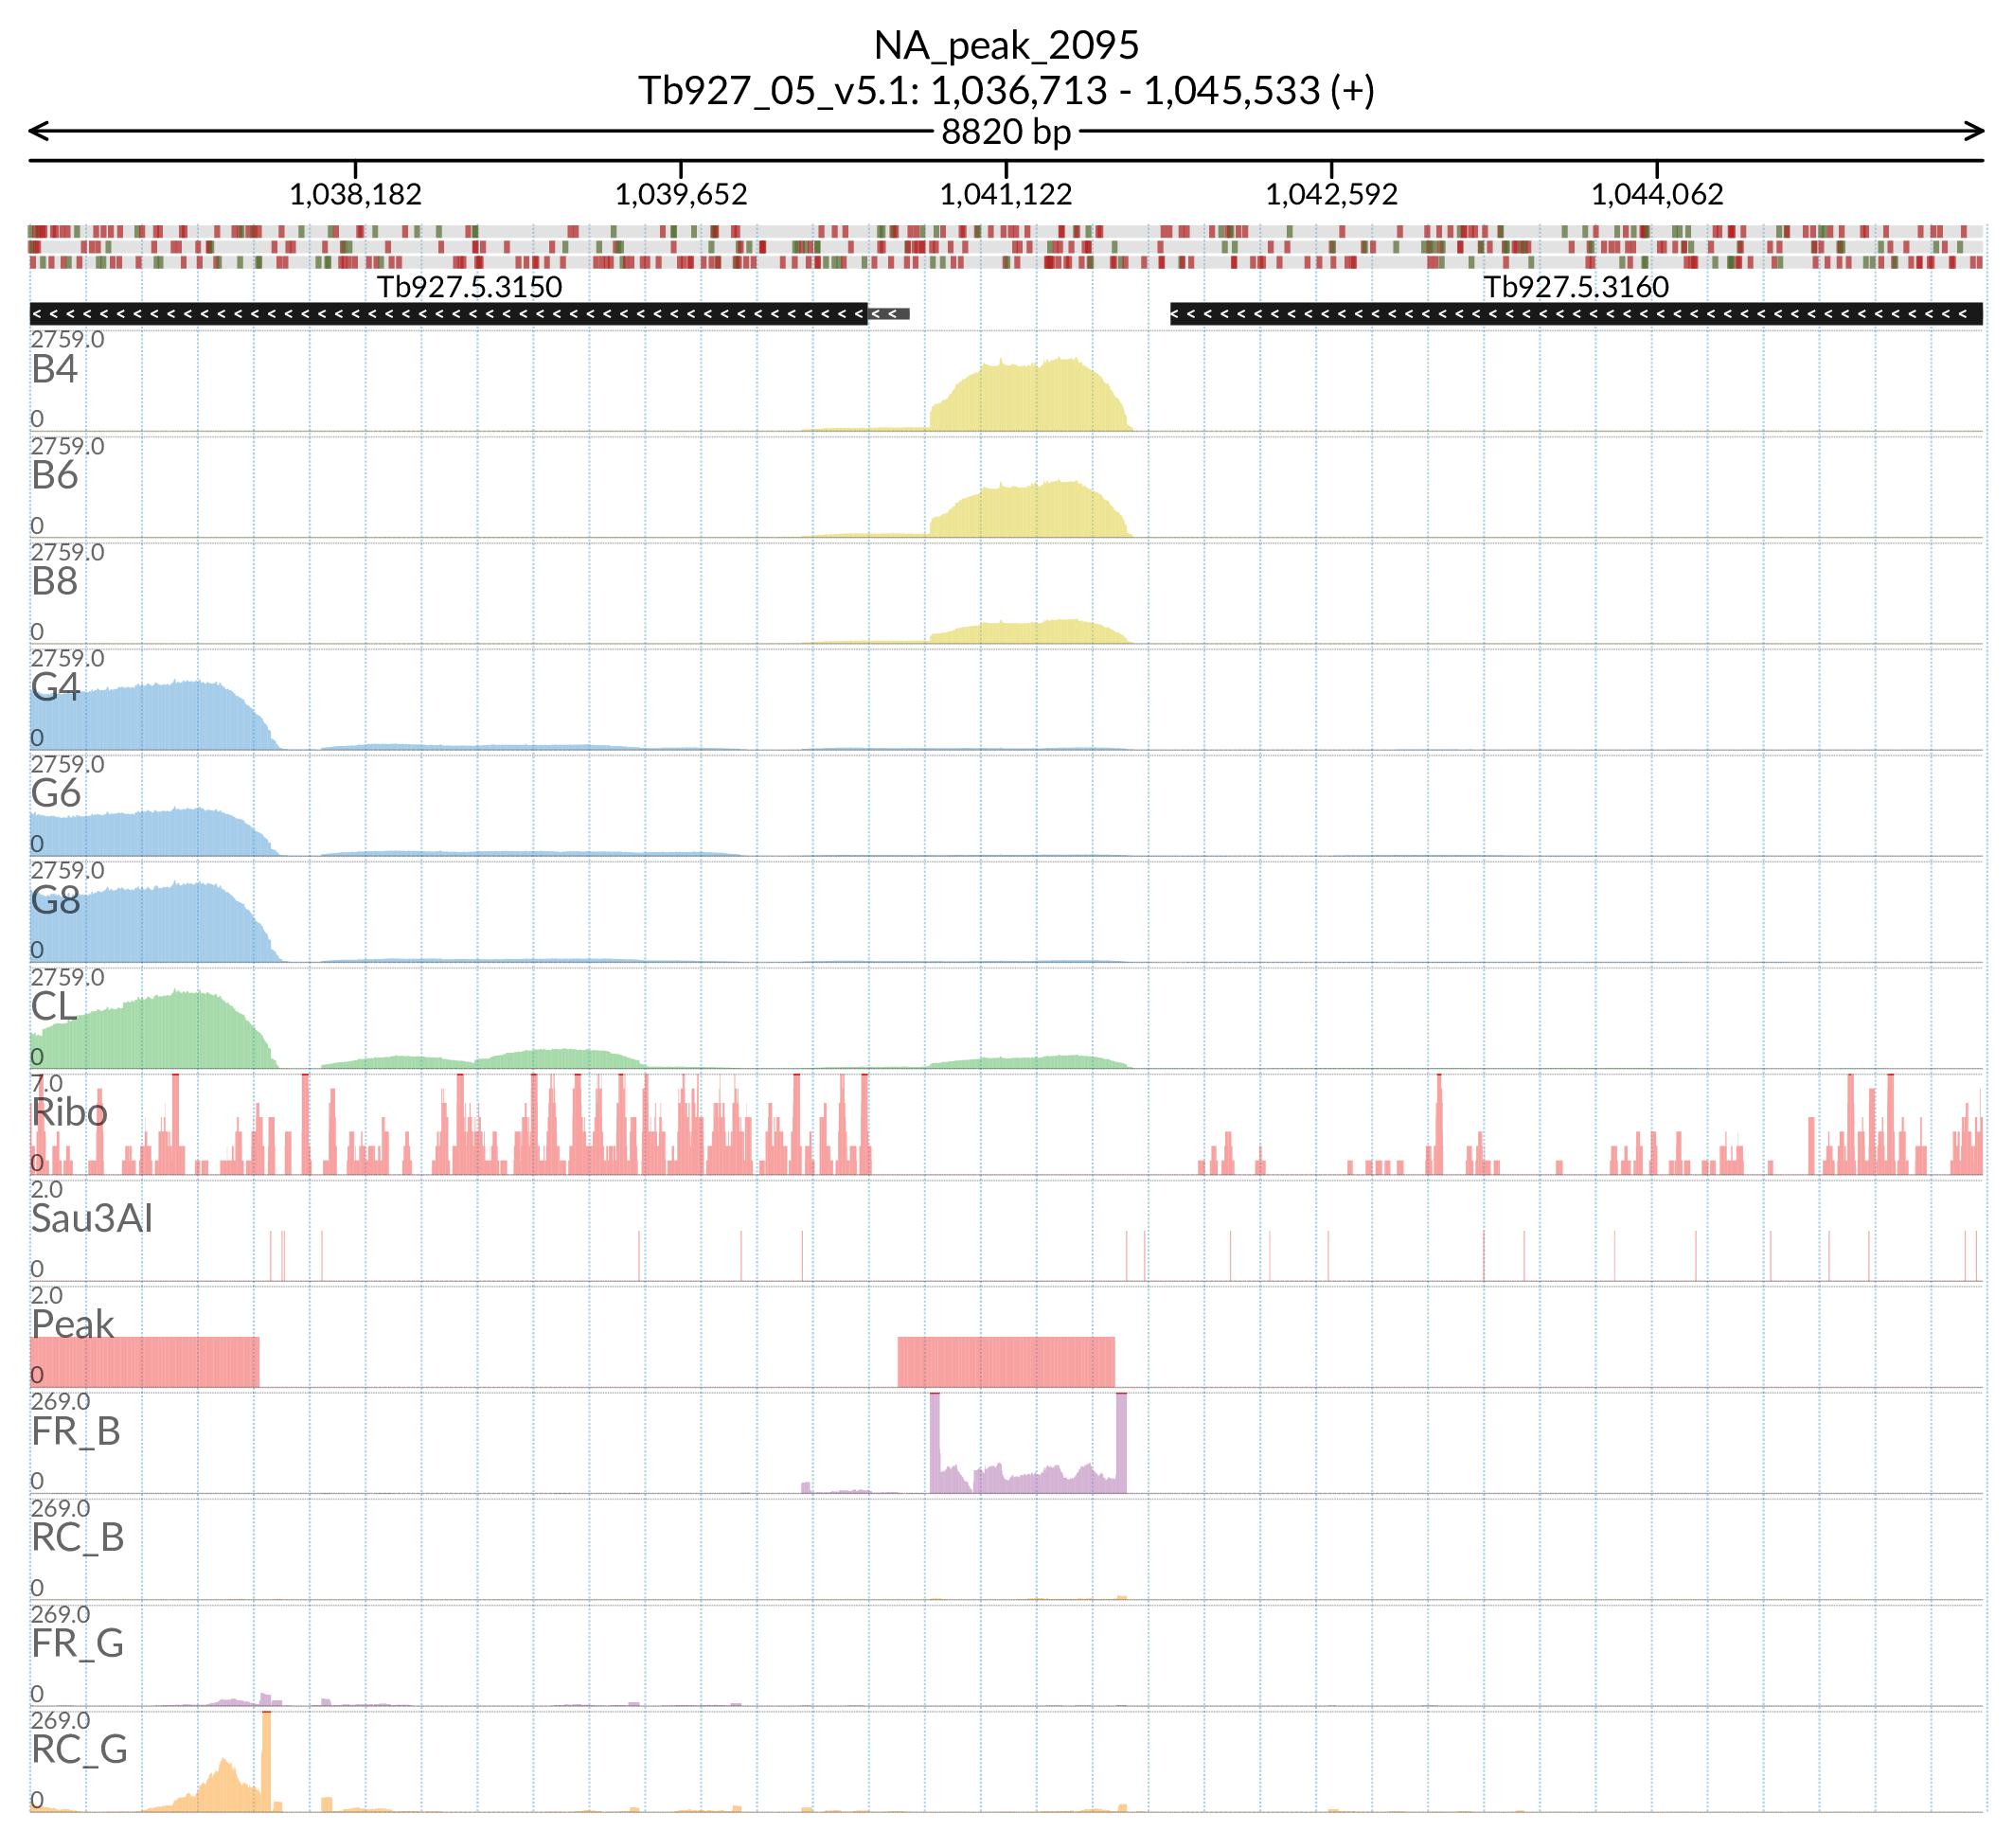 NA_peak_2095
Tb927_05_v5.1: 1,036,713 - 1,045,533 (+)
8820 bp
1,038,182 1,039,652 1,041,122 1,042,592 1,044,062
Tb927.5.3150 Tb927.5.3160
2759.0
B4
0
2759.0
B6
0
2759.0
B8
0
2759.0
G4
0
2759.0
G6
0
2759.0
G8
0
2759.0
CL
0
7.0
Ribo
0
2.0
Sau3AI
0
2.0
Peak
0
269.0
FR_B
0
269.0
RC_B
0
269.0
FR_G
0
269.0
RC_G
0